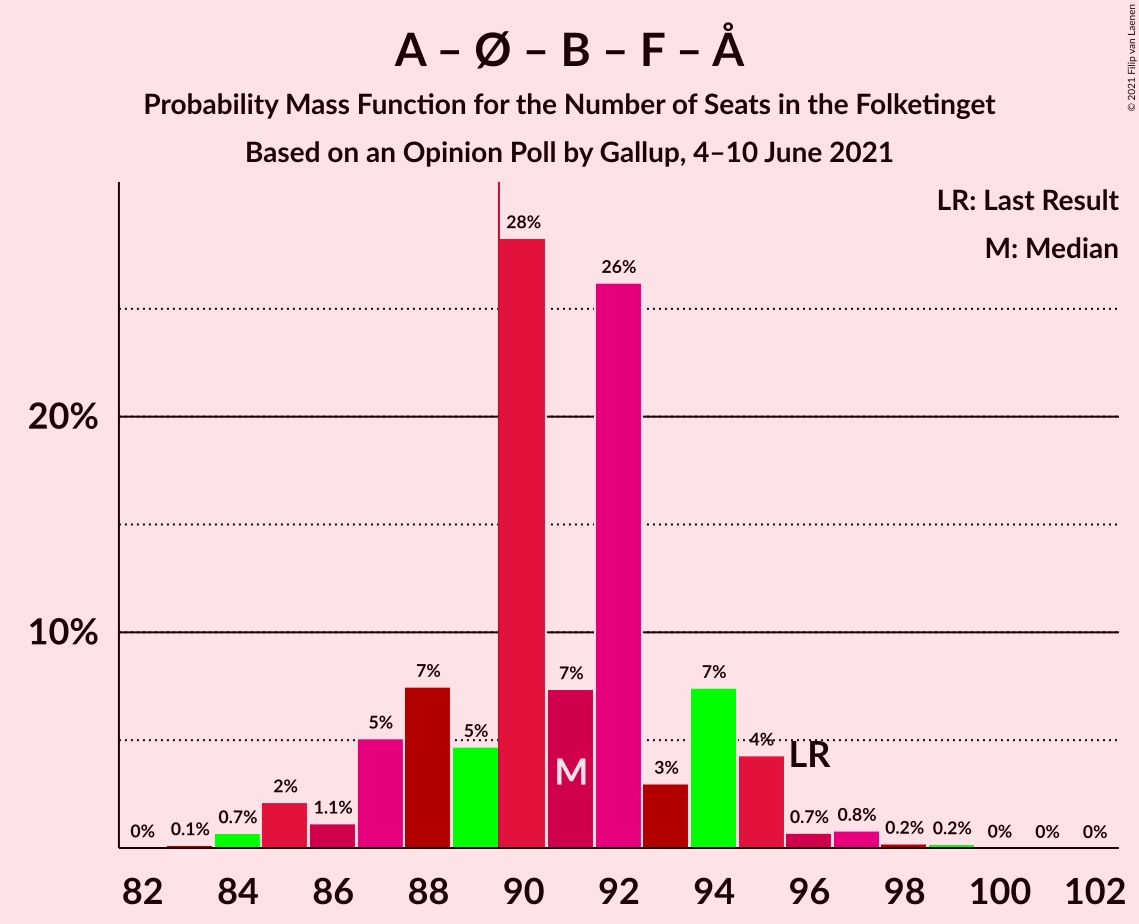 A – Ø – B – F – Å
Probability Mass Function for the Number of Seats in the Folketinget
Based on an Opinion Poll by Gallup, 4–10 June 2021
© 2021 Filip van Laenen
LR: Last Result
M: Median
20%
10%
0%
0.1%
0.7%
2%
1.1%
5%
7%
5%
28%
7%
26%
3%
7%
4%
0.7%
0.8%
0.2%
0.2%
0%
0%
0%
M
LR
82 84 86 88 90 92 94 96 98 100 102